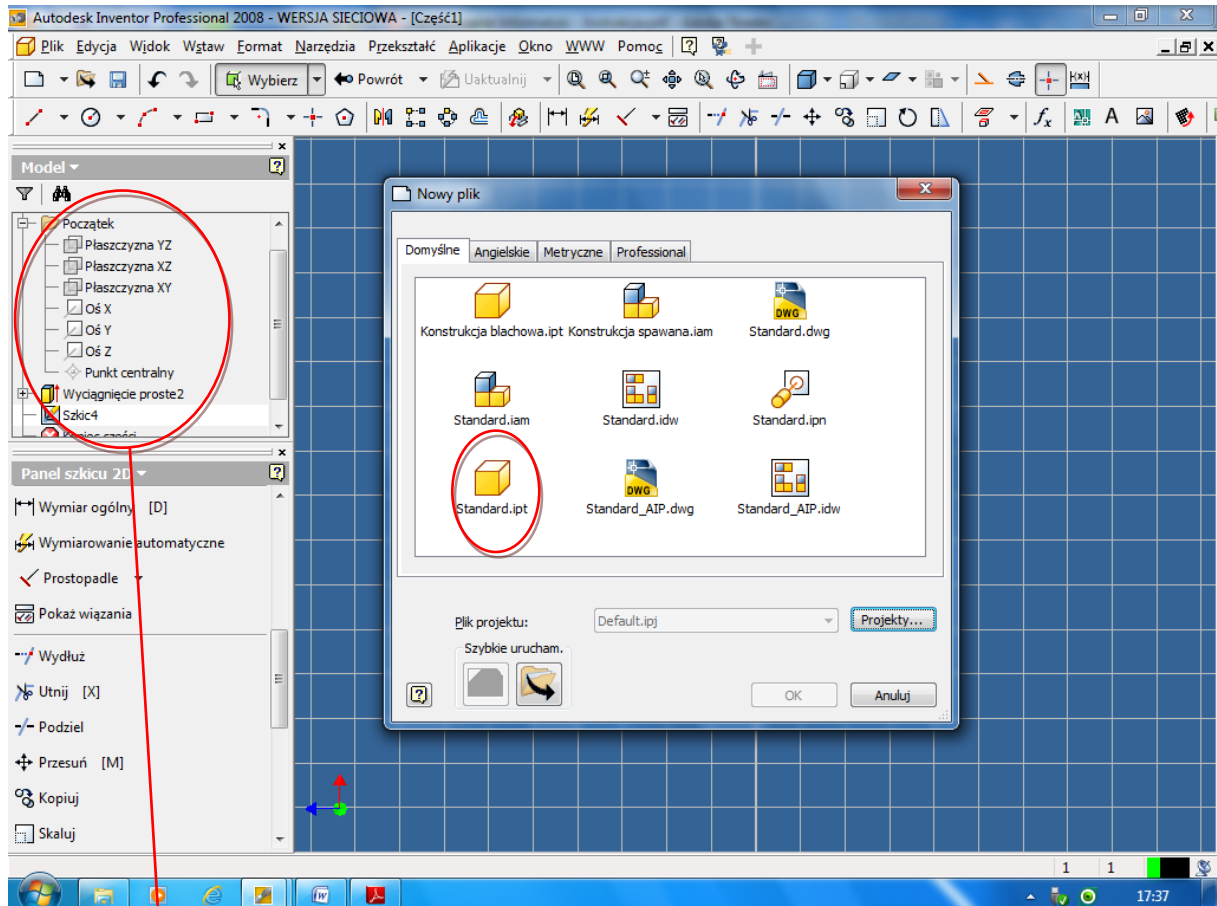 Autodesk Inventor Professional 2008 - WERSJA SIECIOWA - [Część1]
Plik Edycja Widok Wstaw Format Narzędzia Przekształć Aplikacje Okno WWW Pomoc
Wybierz Powrót Uaktualnij
Model
Początek
Płaszczyzna YZ
Płaszczyzna XZ
Płaszczyzna XY
Oś X
Oś Y
Oś Z
Punkt centralny
Wyciągnięcie proste2
Szkic4
Koniec części
Panel szkicu 2D
Wymiar ogólny [D]
Wymiarowanie automatyczne
Prostopadle
Pokaż wiązania
Wydłuż
Utnij [X]
Podziel
Przesuń [M]
Kopiuj
Skaluj
Nowy plik
Domyślne Angielskie Metryczne Professional
Konstrukcja blachowa.ipt Konstrukcja spawana.iam Standard.dwg
Standard.iam Standard.idw Standard.ipn
Standard.ipt Standard_AIP.dwg Standard_AIP.idw
Plik projektu: Default.ipj Projekty...
Szybkie urucham.
OK Anuluj
1 1
17:37